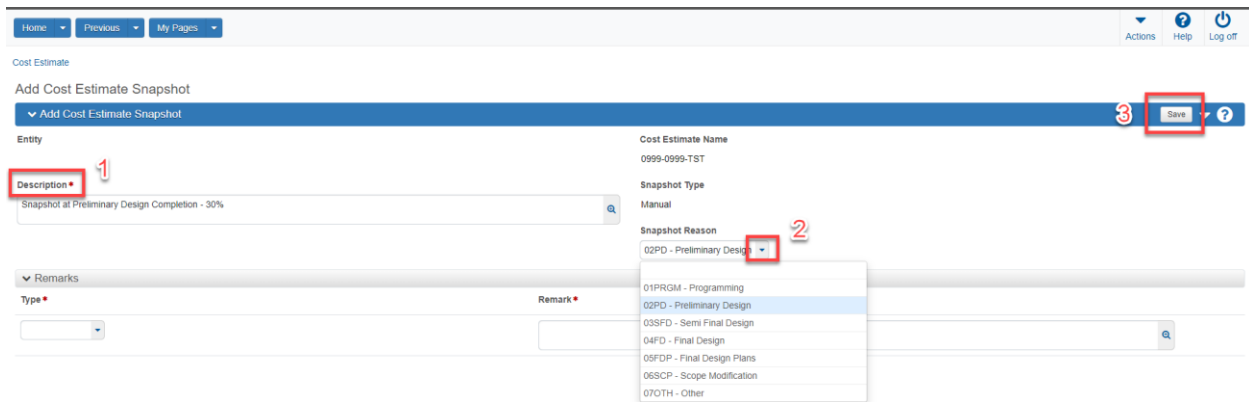 Home Previous My Pages
Actions Help Log off
Cost Estimate
Add Cost Estimate Snapshot
Add Cost Estimate Snapshot 3 Save
Entity
Cost Estimate Name
0999-0999-TST
1
Description*
Snapshot Type
Snapshot at Preliminary Design Completion - 30%
Manual
Snapshot Reason 2
02PD - Preliminary Design
Remarks
01PRGM - Programming
Type* Remark*
02PD - Preliminary Design
03SFD - Semi Final Design
04FD - Final Design
05FDP - Final Design Plans
06SCP - Scope Modification
07OTH - Other